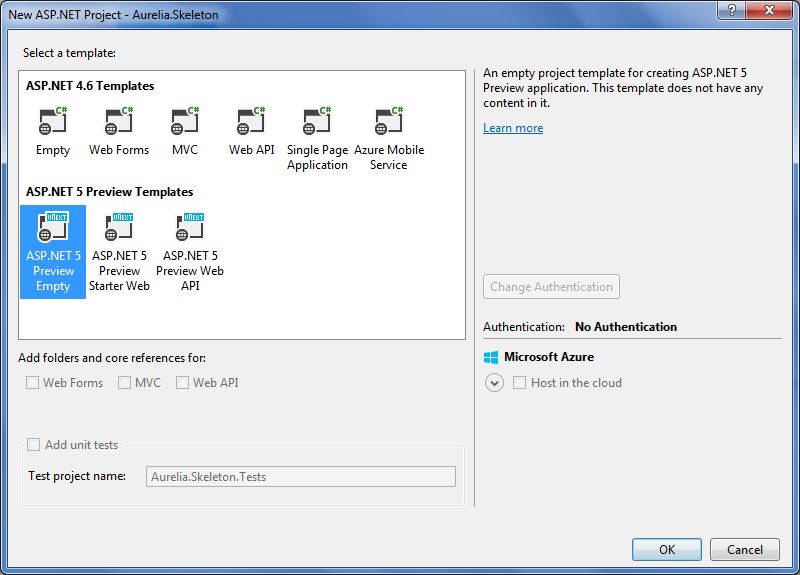 New ASP.NET Project - Aurelia.Skeleton
Select a template:
ASP.NET 4.6 Templates
C# C# C# C# C# C#
Empty Web Forms MVC Web API Single Page Azure Mobile
Application Service
ASP.NET 5 Preview Templates
VNEXT VNEXT VNEXT
ASP.NET 5 ASP.NET 5 ASP.NET 5
Preview Preview Preview Web
Empty Starter Web API
An empty project template for creating ASP.NET 5
Preview application. This template does not have any
content in it.
Learn more
Change Authentication
Authentication: No Authentication
Microsoft Azure
Host in the cloud
Add folders and core references for:
Web Forms MVC Web API
Add unit tests
Test project name: Aurelia.Skeleton.Tests
OK Cancel